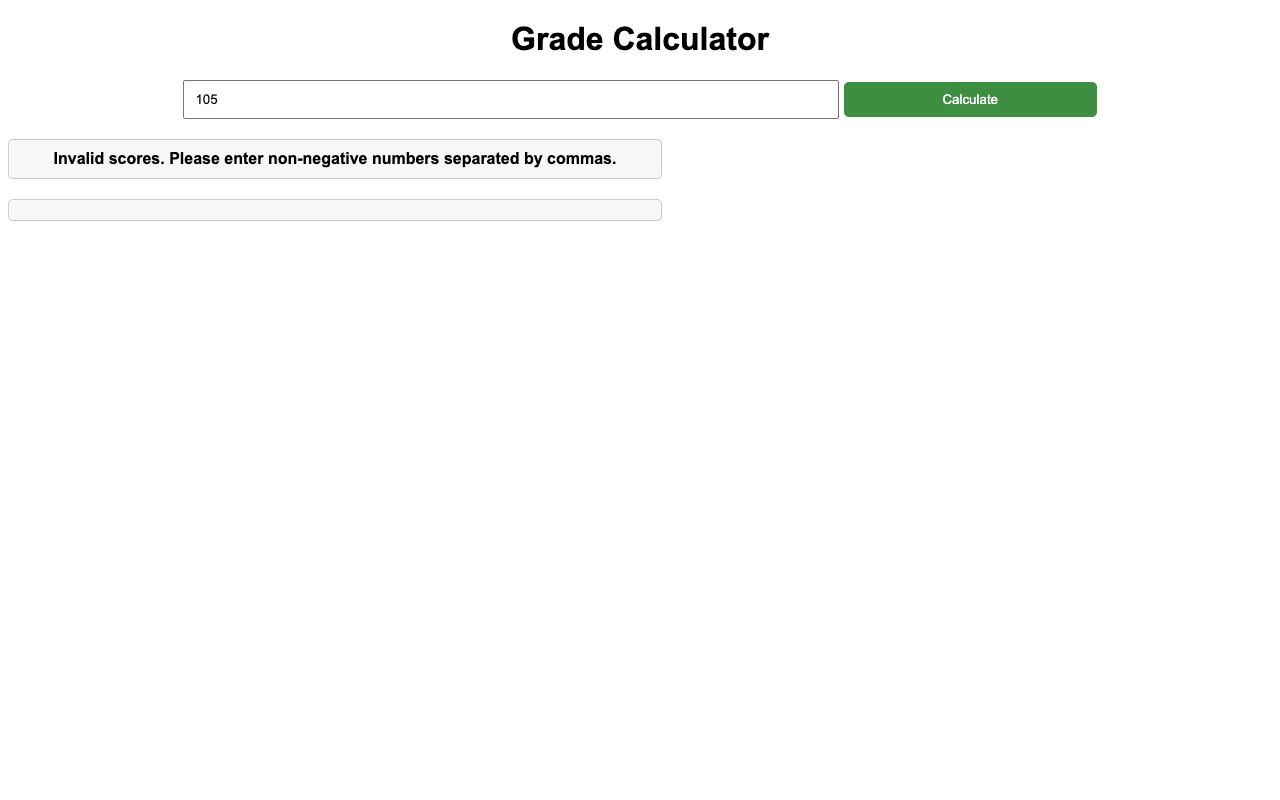 Grade Calculator
105
Calculate
Invalid scores. Please enter non-negative numbers separated by commas.